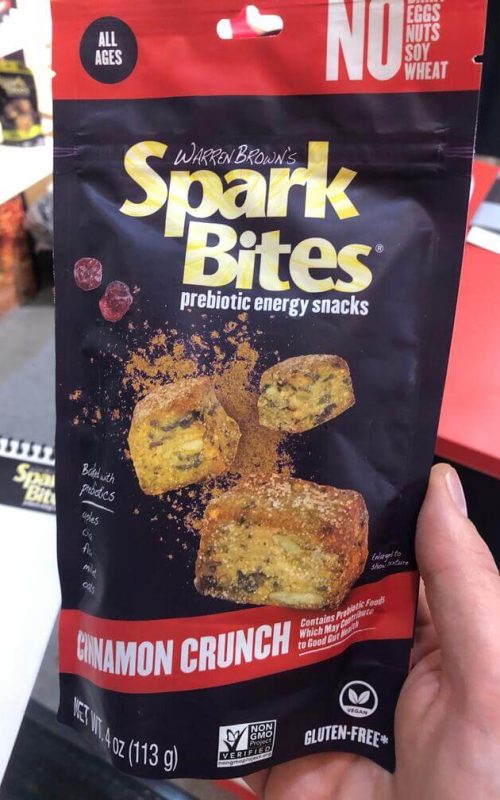 ALL
AGES
NO
EGGS
NUTS
SOY
WHEAT
WARREN BROWN'S
Spark
Bites®
prebiotic energy snacks
Baked with
prebiotics
oats
Enlarged to
show texture
CINNAMON CRUNCH
Contains Prebiotic Foods
Which May Contribute
to Good Gut Health
NET WT. 4 oz (113 g)
NON
GMO
Project
VERIFIED
nongmoproject.org
VEGAN
GLUTEN-FREE*